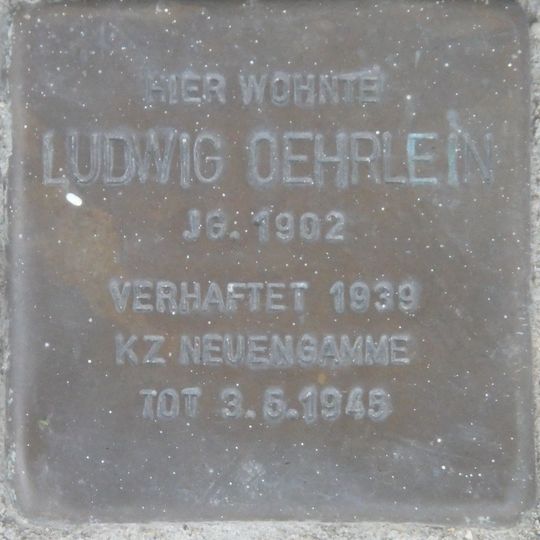 HIER WOHNTE
LUDWIG OEHRLEIN
JG. 1902
VERHAFTET 1939
KZ NEUENGAMME
TOT 3.5.1945